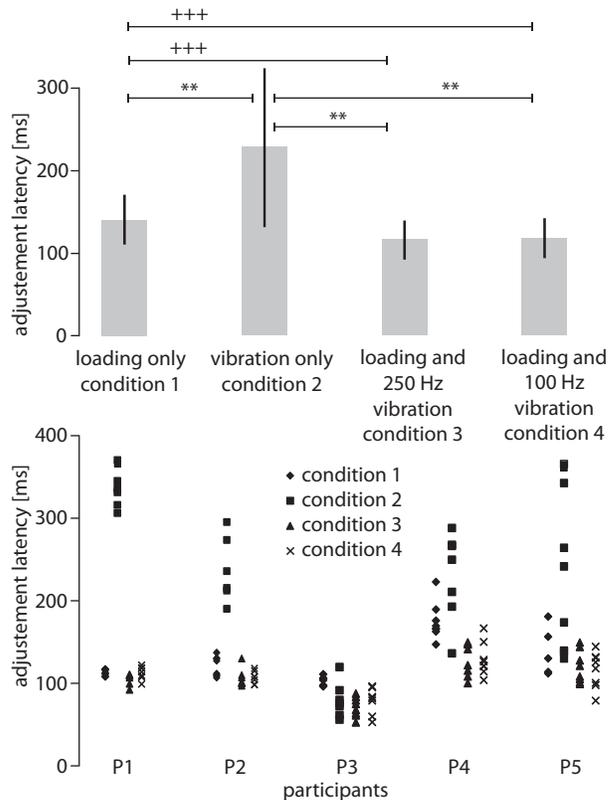 +++
+++
**
**
**
adjustement latency [ms]
300
200
100
0
loading only
condition 1
vibration only
condition 2
loading and
250 Hz
vibration
condition 3
loading and
100 Hz
vibration
condition 4
adjustement latency [ms]
400
300
200
100
0
condition 1
condition 2
condition 3
condition 4
P1 P2 P3 P4 P5
participants